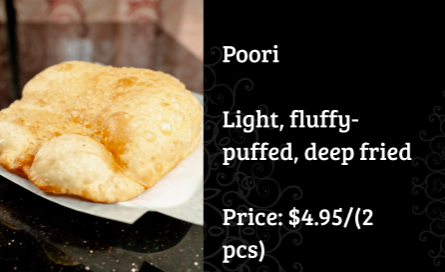 Poori
Light, fluffy-
puffed, deep fried
Price: $4.95/(2
pcs)